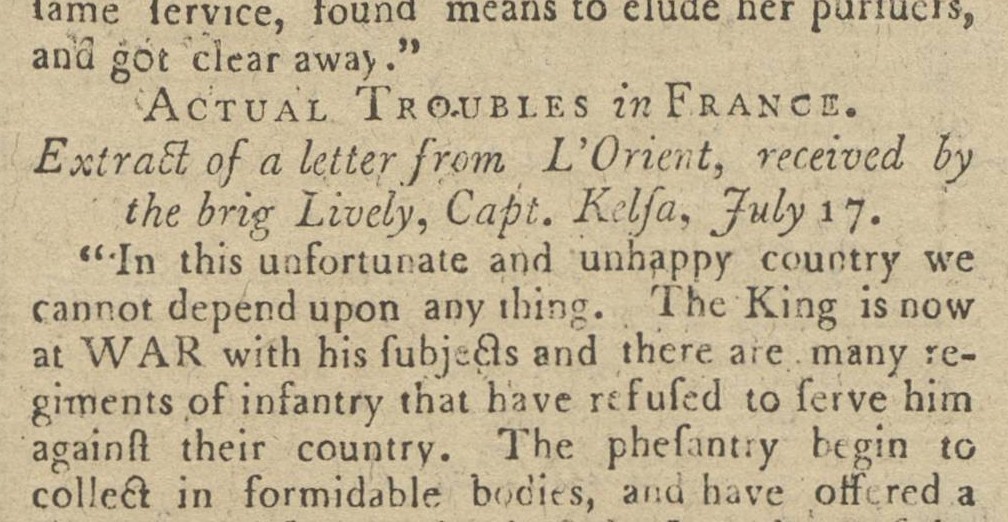 ſame ſervice, found means to elude her purſuers,
and got clear away."
ACTUAL TROUBLES in FRANCE.
Extract of a letter from L'Orient, received by
the brig Lively, Capt. Kelſa, July 17.
"In this unfortunate and unhappy country we
cannot depend upon any thing. The King is now
at WAR with his ſubjects and there are many re-
giments of infantry that have refuſed to ſerve him
againſt their country. The pheſantry begin to
collect in formidable bodies, and have offered a